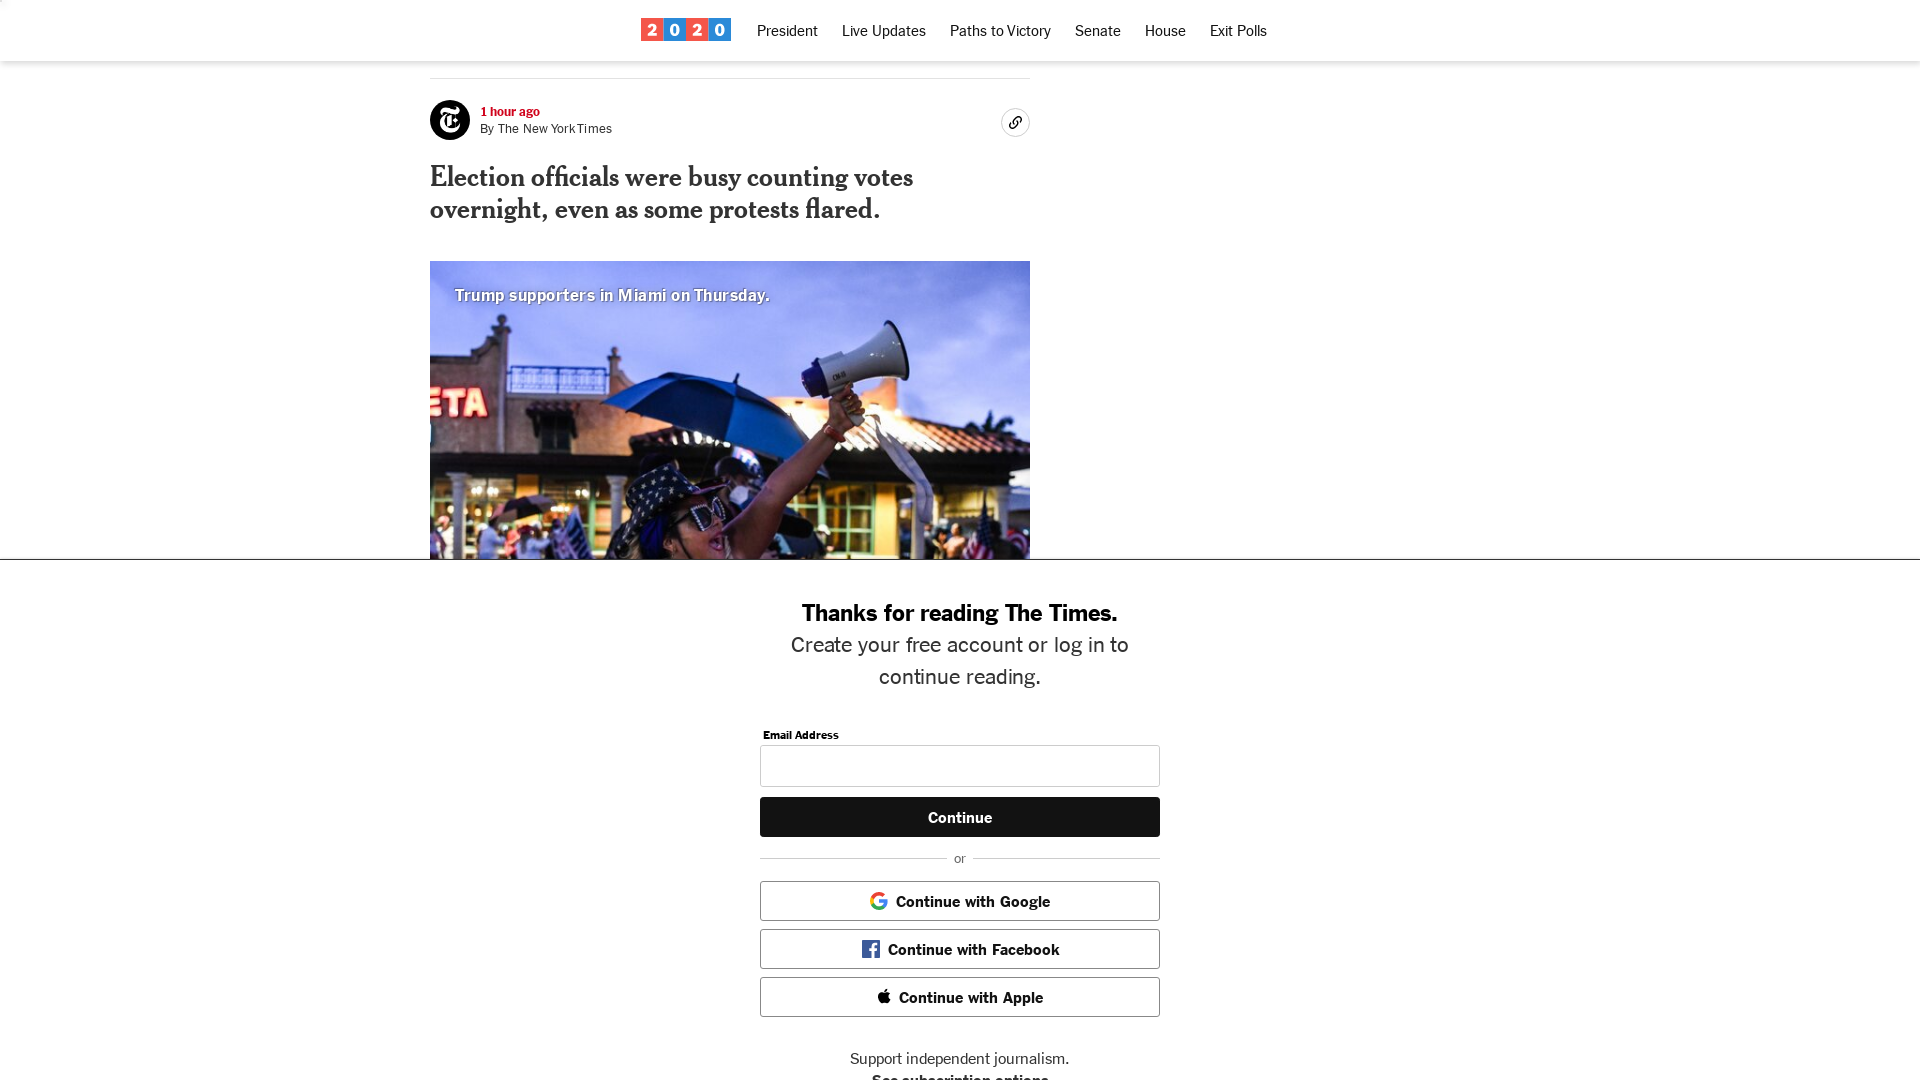 2020 President Live Updates Paths to Victory Senate House Exit Polls
1 hour ago
By The New York Times
Election officials were busy counting votes
overnight, even as some protests flared.
Trump supporters in Miami on Thursday.
ETA
Thanks for reading The Times.
Create your free account or log in to
continue reading.
Email Address
Continue
or
Continue with Google
Continue with Facebook
Continue with Apple
Support independent journalism.
See subscription options